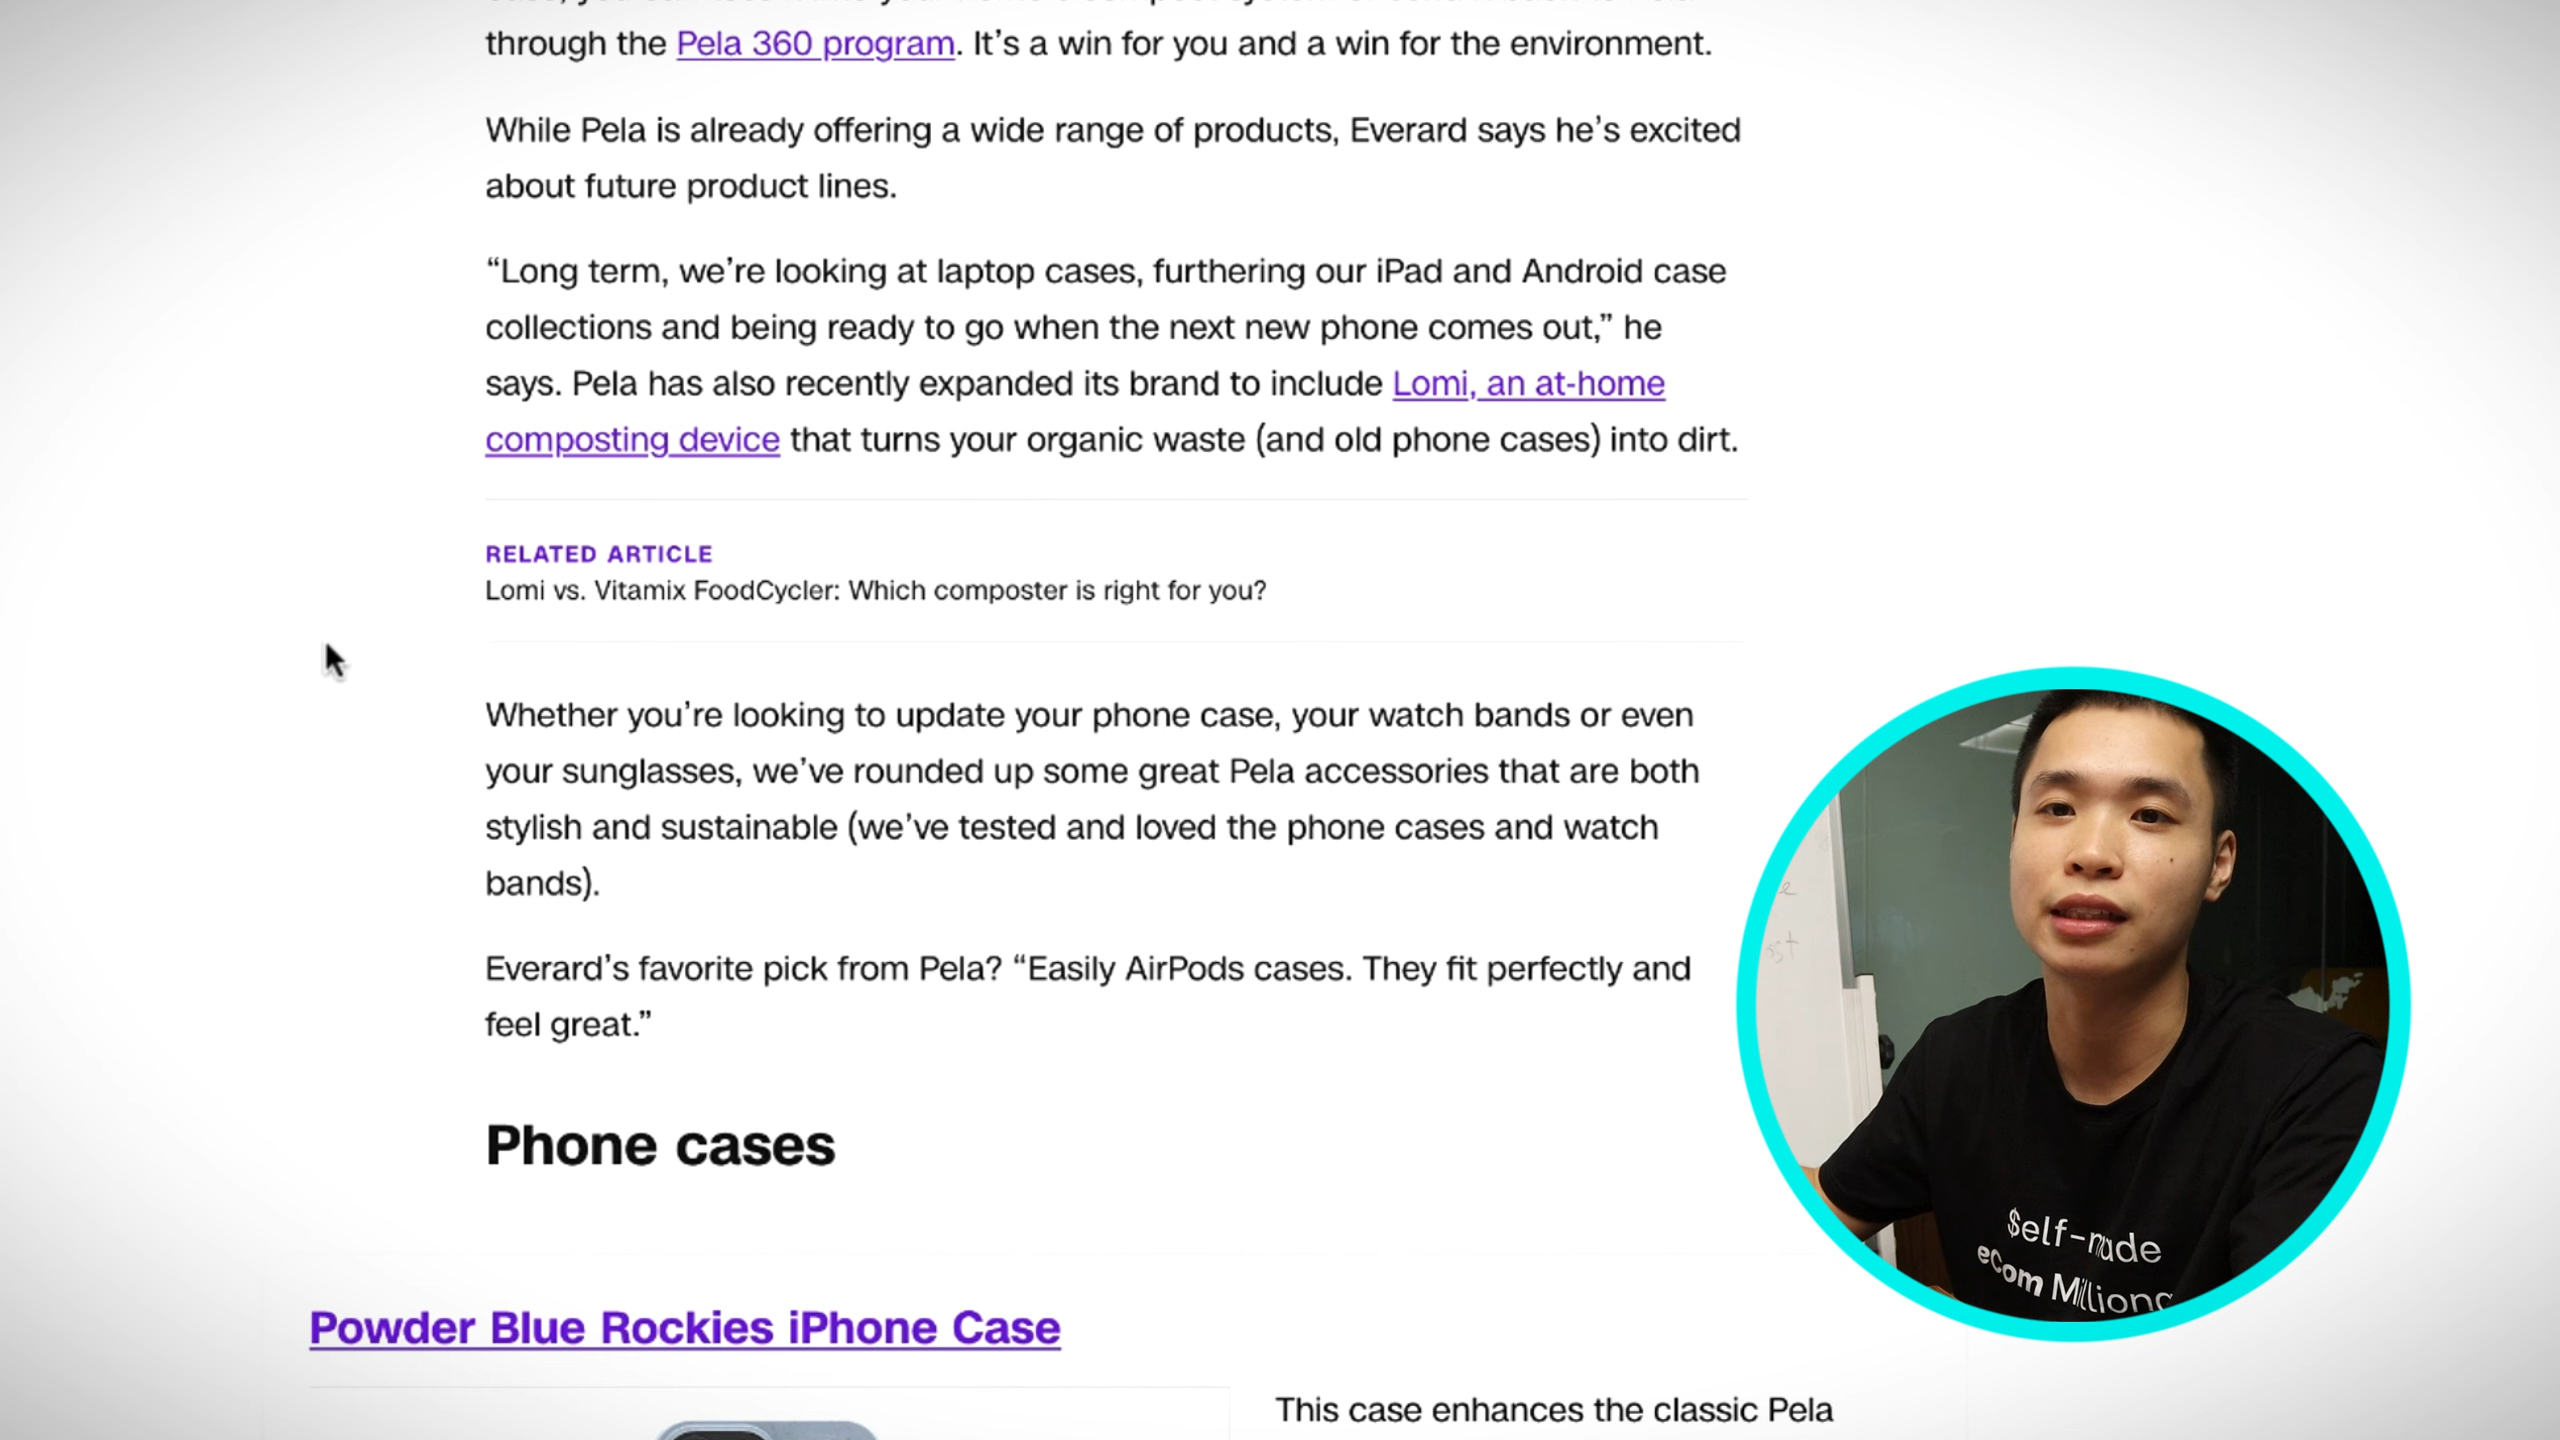 through the Pela 360 program. It’s a win for you and a win for the environment.
While Pela is already offering a wide range of products, Everard says he’s excited
about future product lines.
“Long term, we’re looking at laptop cases, furthering our iPad and Android case
collections and being ready to go when the next new phone comes out,” he
says. Pela has also recently expanded its brand to include Lomi, an at-home
composting device that turns your organic waste (and old phone cases) into dirt.
RELATED ARTICLE
Lomi vs. Vitamix FoodCycler: Which composter is right for you?
Whether you’re looking to update your phone case, your watch bands or even
your sunglasses, we’ve rounded up some great Pela accessories that are both
stylish and sustainable (we’ve tested and loved the phone cases and watch
bands).
Everard’s favorite pick from Pela? “Easily AirPods cases. They fit perfectly and
feel great.”
Phone cases
Powder Blue Rockies iPhone Case
This case enhances the classic Pela
$elf-made
eCom